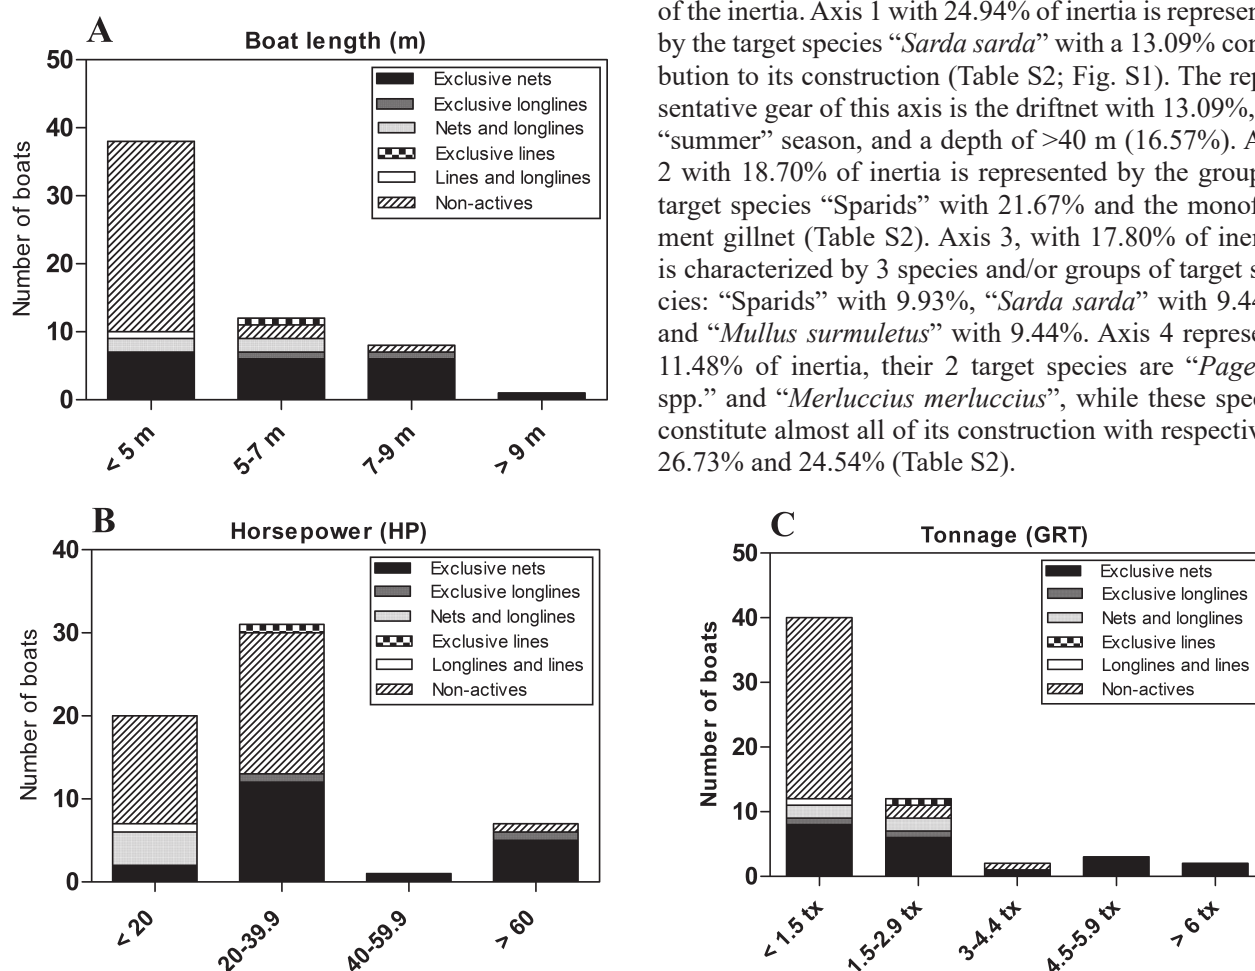 A
Boat length (m)
50
40
30
20
10
0
Number of boats
Exclusive nets
Exclusive longlines
Nets and longlines
Exclusive lines
Lines and longlines
Non-actives
< 5 m
5-7 m
7-9 m
> 9 m
of the inertia. Axis 1 with 24.94% of inertia is
by the target species “Sarda sarda” with a 13.09%
bution to its construction (Table S2; Fig. S1). The
sentative gear of this axis is the driftnet with 13.09%,
“summer” season, and a depth of >40 m (16.57%).
2 with 18.70% of inertia is represented by the
target species “Sparids” with 21.67% and the
ment gillnet (Table S2). Axis 3, with 17.80% of
is characterized by 3 species and/or groups of target
cies: “Sparids” with 9.93%, “Sarda sarda” with
and “Mullus surmuletus” with 9.44%. Axis 4
11.48% of inertia, their 2 target species are
spp.” and “Merluccius merluccius”, while these
constitute almost all of its construction with
26.73% and 24.54% (Table S2).
B
Horsepower (HP)
40
30
20
10
0
Number of boats
Exclusive nets
Exclusive longlines
Nets and longlines
Exclusive lines
Longlines and lines
Non-actives
< 20
20-39.9
40-59.9
> 60
C
Tonnage (GRT)
50
40
30
20
10
0
Number of boats
Exclusive nets
Exclusive longlines
Nets and longlines
Exclusive lines
Longlines and lines
Non-actives
< 1.5 tx
1.5-2.9 tx
3-4.4 tx
4.5-5.9 tx
> 6 tx